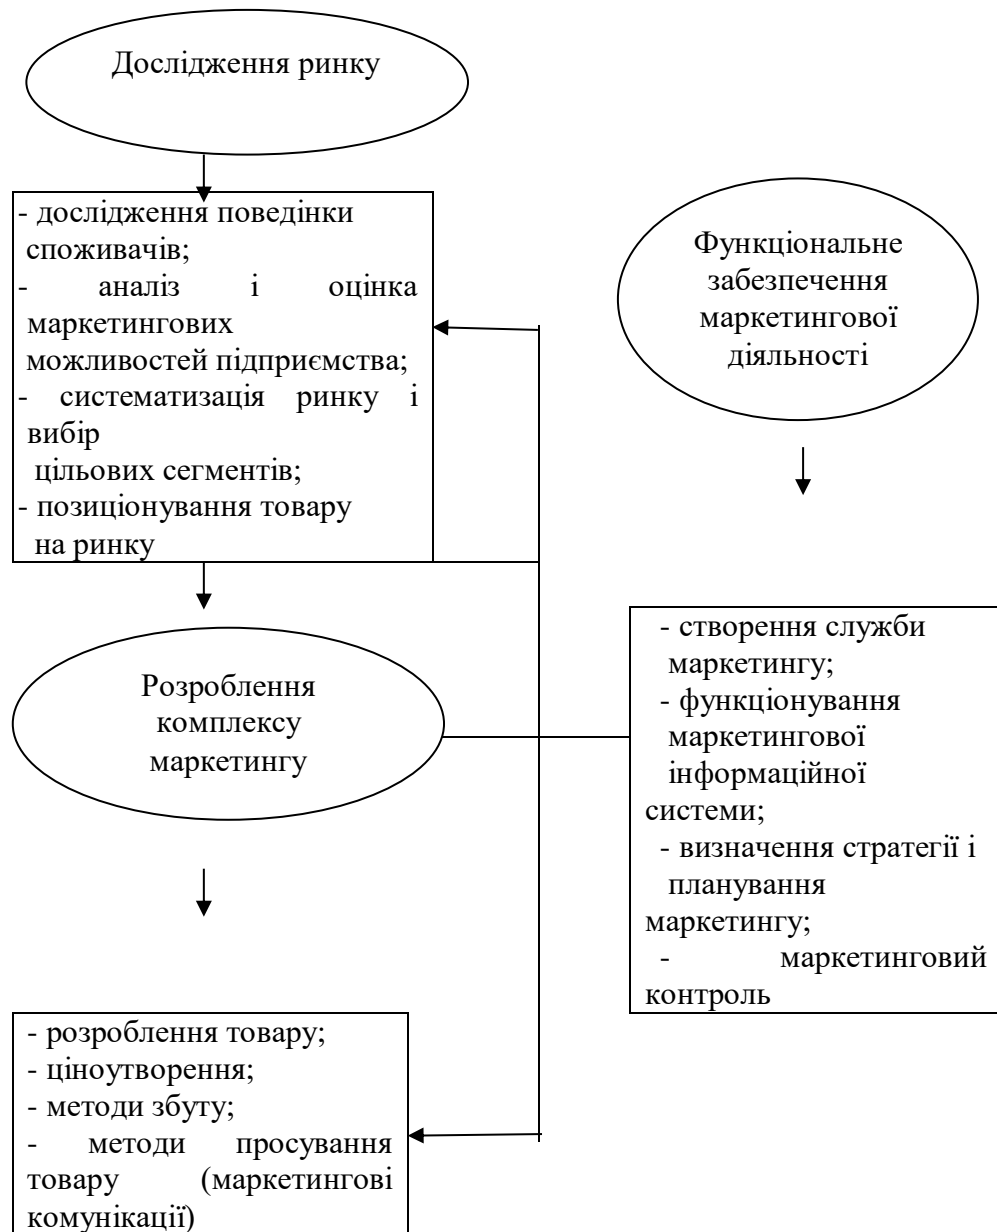 Дослідження ринку
- дослідження поведінки
споживачів;
- аналіз і оцінка
маркетингових
можливостей підприємства;
- систематизація ринку і
вибір
цільових сегментів;
- позиціонування товару
на ринку
Функціональне
забезпечення
маркетингової
діяльності
Розроблення
комплексу
маркетингу
- створення служби
маркетингу;
- функціонування
маркетингової
інформаційної
системи;
- визначення стратегії і
планування
маркетингу;
- маркетинговий
контроль
- розроблення товару;
- ціноутворення;
- методи збуту;
- методи просування
товару (маркетингові
комунікації)